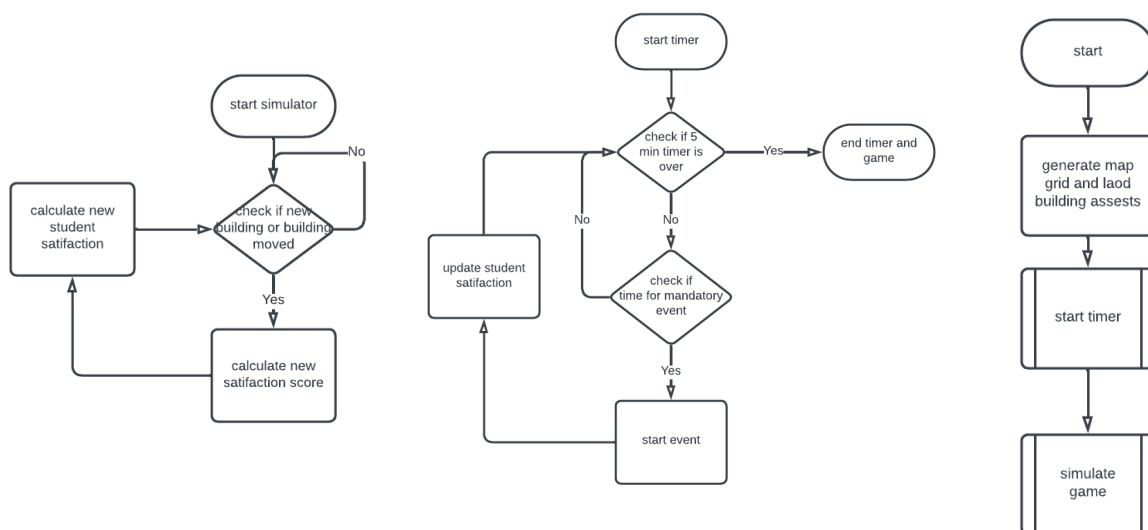 start simulator
No
check if new
building or building
moved
calculate new
student
satifaction
Yes
calculate new
satifaction score
start timer
check if 5
min timer is
over
Yes
end timer and
game
No
No
update student
satifaction
check if
time for mandatory
event
Yes
start event
start
generate map
grid and laod
building assests
start timer
simulate
game